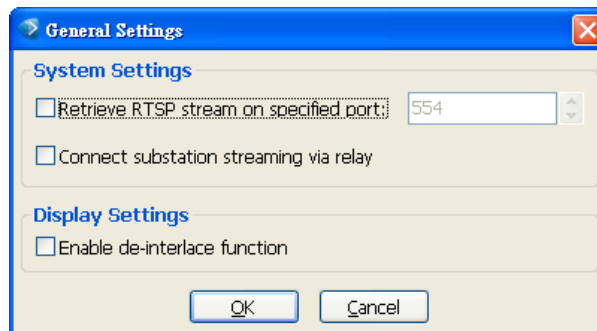 General Settings
System Settings
Retrieve RTSP stream on specified port:
554
Connect substation streaming via relay
Display Settings
Enable de-interlace function
OK
Cancel